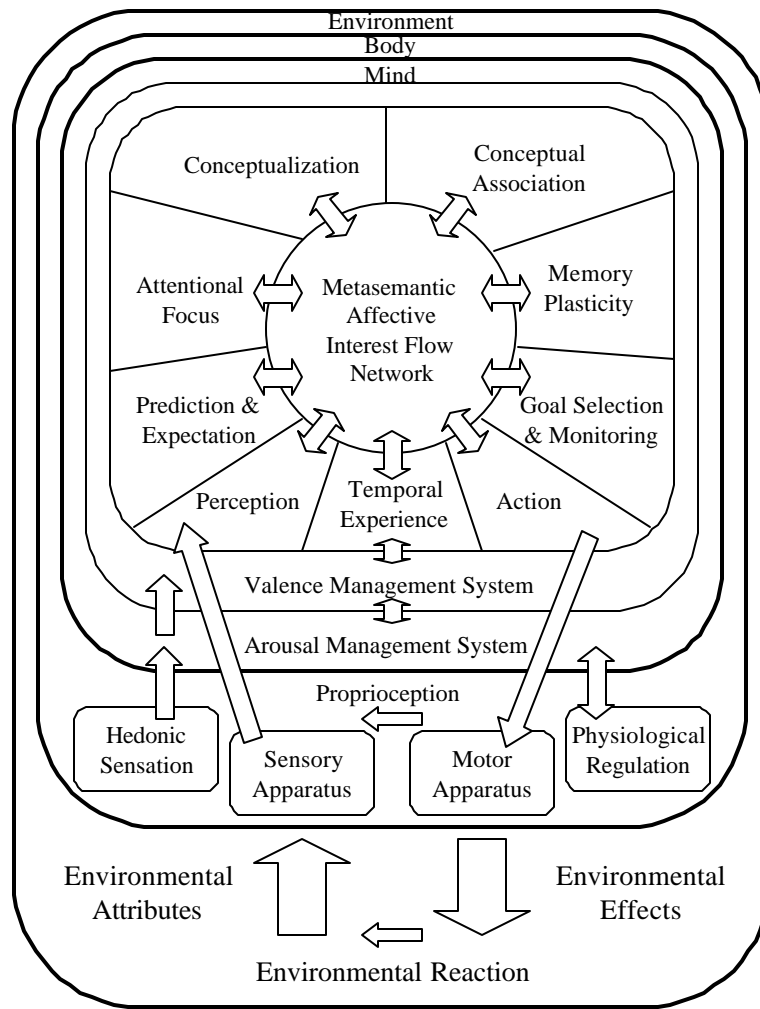 Environment
Body
Mind
Conceptualization
Conceptual
Association
Attentional
Focus
Metasemantic
Affective
Interest Flow
Network
Memory
Plasticity
Prediction &
Expectation
Goal Selection
& Monitoring
Perception
Temporal
Experience
Action
Valence Management System
Arousal Management System
Proprioception
Hedonic
Sensation
Sensory
Apparatus
Motor
Apparatus
Physiological
Regulation
Environmental
Attributes
Environmental
Effects
Environmental Reaction